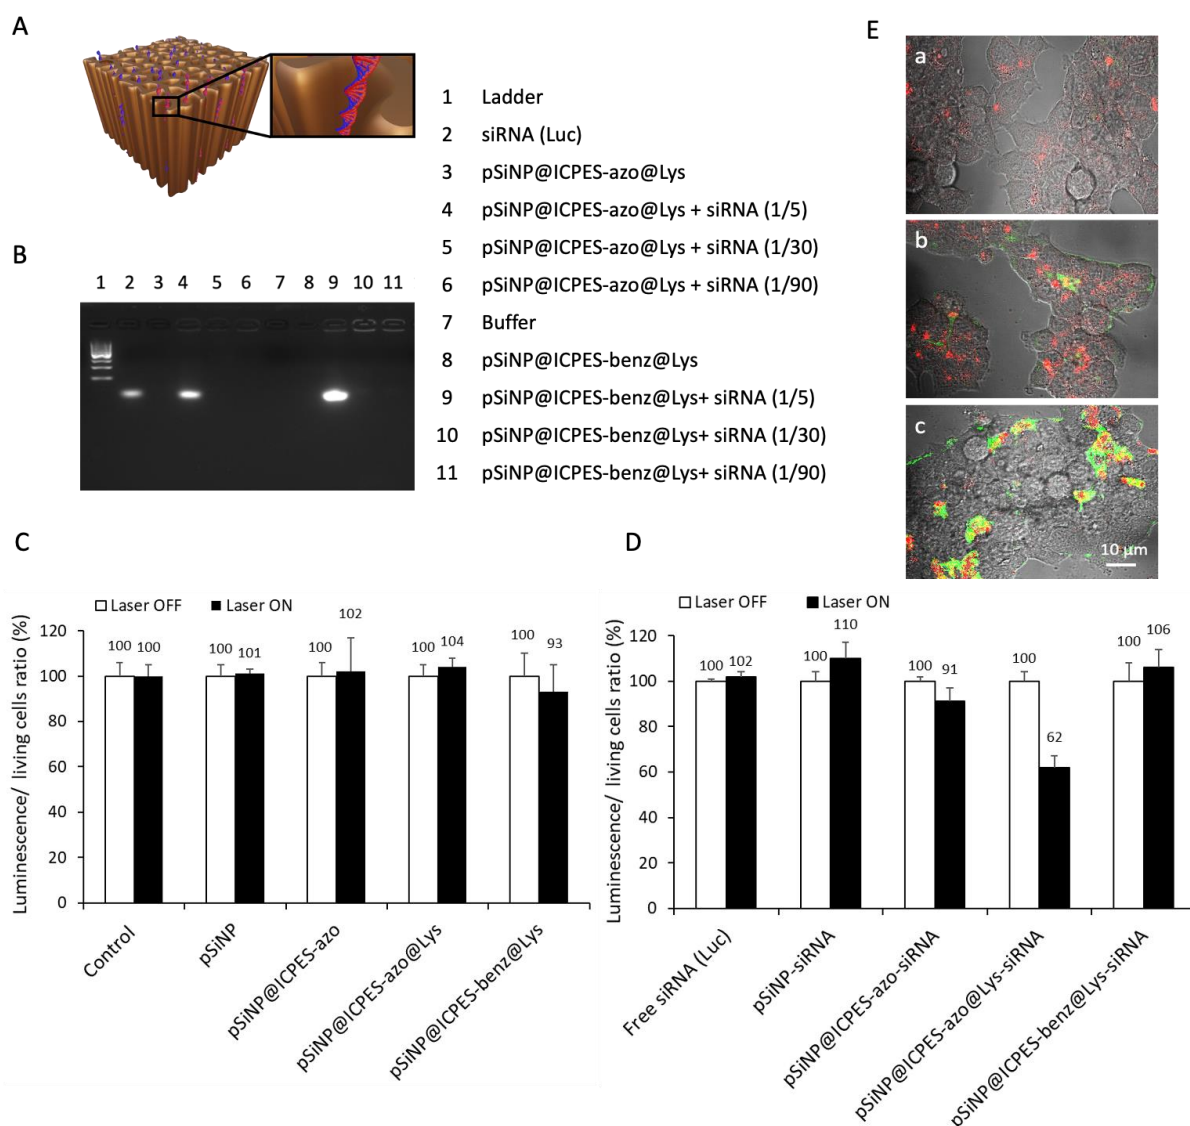 A
1 Ladder
2 siRNA (Luc)
3 pSiNP@ICPES-azo@Lys
4 pSiNP@ICPES-azo@Lys + siRNA (1/5)
5 pSiNP@ICPES-azo@Lys + siRNA (1/30)
6 pSiNP@ICPES-azo@Lys + siRNA (1/90)
7 Buffer
8 pSiNP@ICPES-benz@Lys
9 pSiNP@ICPES-benz@Lys+ siRNA (1/5)
10 pSiNP@ICPES-benz@Lys+ siRNA (1/30)
11 pSiNP@ICPES-benz@Lys+ siRNA (1/90)
B
1 2 3 4 5 6 7 8 9 10 11
E
a
b
c
10 µm
C
Laser OFF Laser ON
Luminescence/ living cells ratio (%)
120
100
80
60
40
20
0
100 100 100 101 100 102 100 104 100 93
Control
pSiNP
pSiNP@ICPES-azo
pSiNP@ICPES-azo@Lys
pSiNP@ICPES-benz@Lys
D
Laser OFF Laser ON
Luminescence/ living cells ratio (%)
120
100
80
60
40
20
0
100 102 100 110 100 91 100 62 100 106
Free siRNA (Luc)
pSiNP-siRNA
pSiNP@ICPES-azo-siRNA
pSiNP@ICPES-azo@Lys-siRNA
pSiNP@ICPES-benz@Lys-siRNA